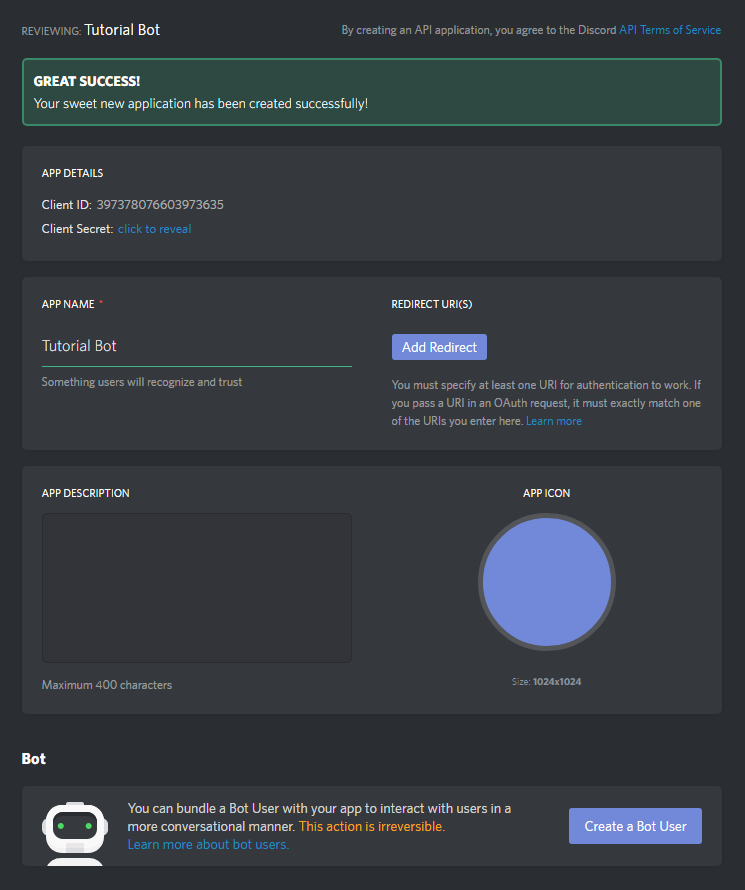 REVIEWING: Tutorial Bot
By creating an API application, you agree to the Discord API Terms of Service
GREAT SUCCESS!
Your sweet new application has been created successfully!
APP DETAILS
Client ID: 397378076603973635
Client Secret: click to reveal
APP NAME *
Tutorial Bot
Something users will recognize and trust
REDIRECT URI(S)
Add Redirect
You must specify at least one URI for authentication to work. If
you pass a URI in an OAuth request, it must exactly match one
of the URIs you enter here. Learn more
APP DESCRIPTION
Maximum 400 characters
APP ICON
Size: 1024x1024
Bot
You can bundle a Bot User with your app to interact with users in a
more conversational manner. This action is irreversible.
Learn more about bot users.
Create a Bot User